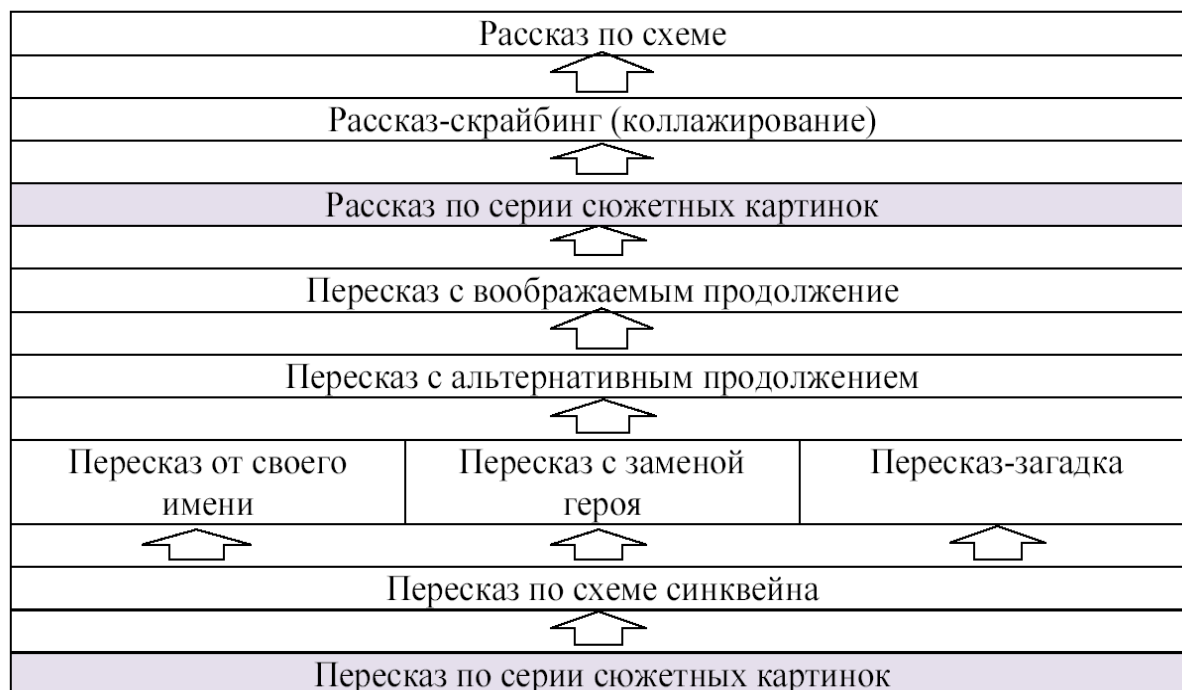 Рассказ по схеме
Рассказ-скрайбинг (коллажирование)
Рассказ по серии сюжетных картинок
Пересказ с воображаемым продолжение
Пересказ с альтернативным продолжением
Пересказ от своего
имени
Пересказ с заменой
героя
Пересказ-загадка
Пересказ по схеме синквейна
Пересказ по серии сюжетных картинок